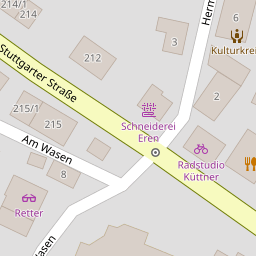 214/1
214
Stuttgarter Straße
212
3
6
Kulturkrei
2
215/1
215
Schneiderei
Eren
Am Wasen
Radstudio
Küttner
8
Retter